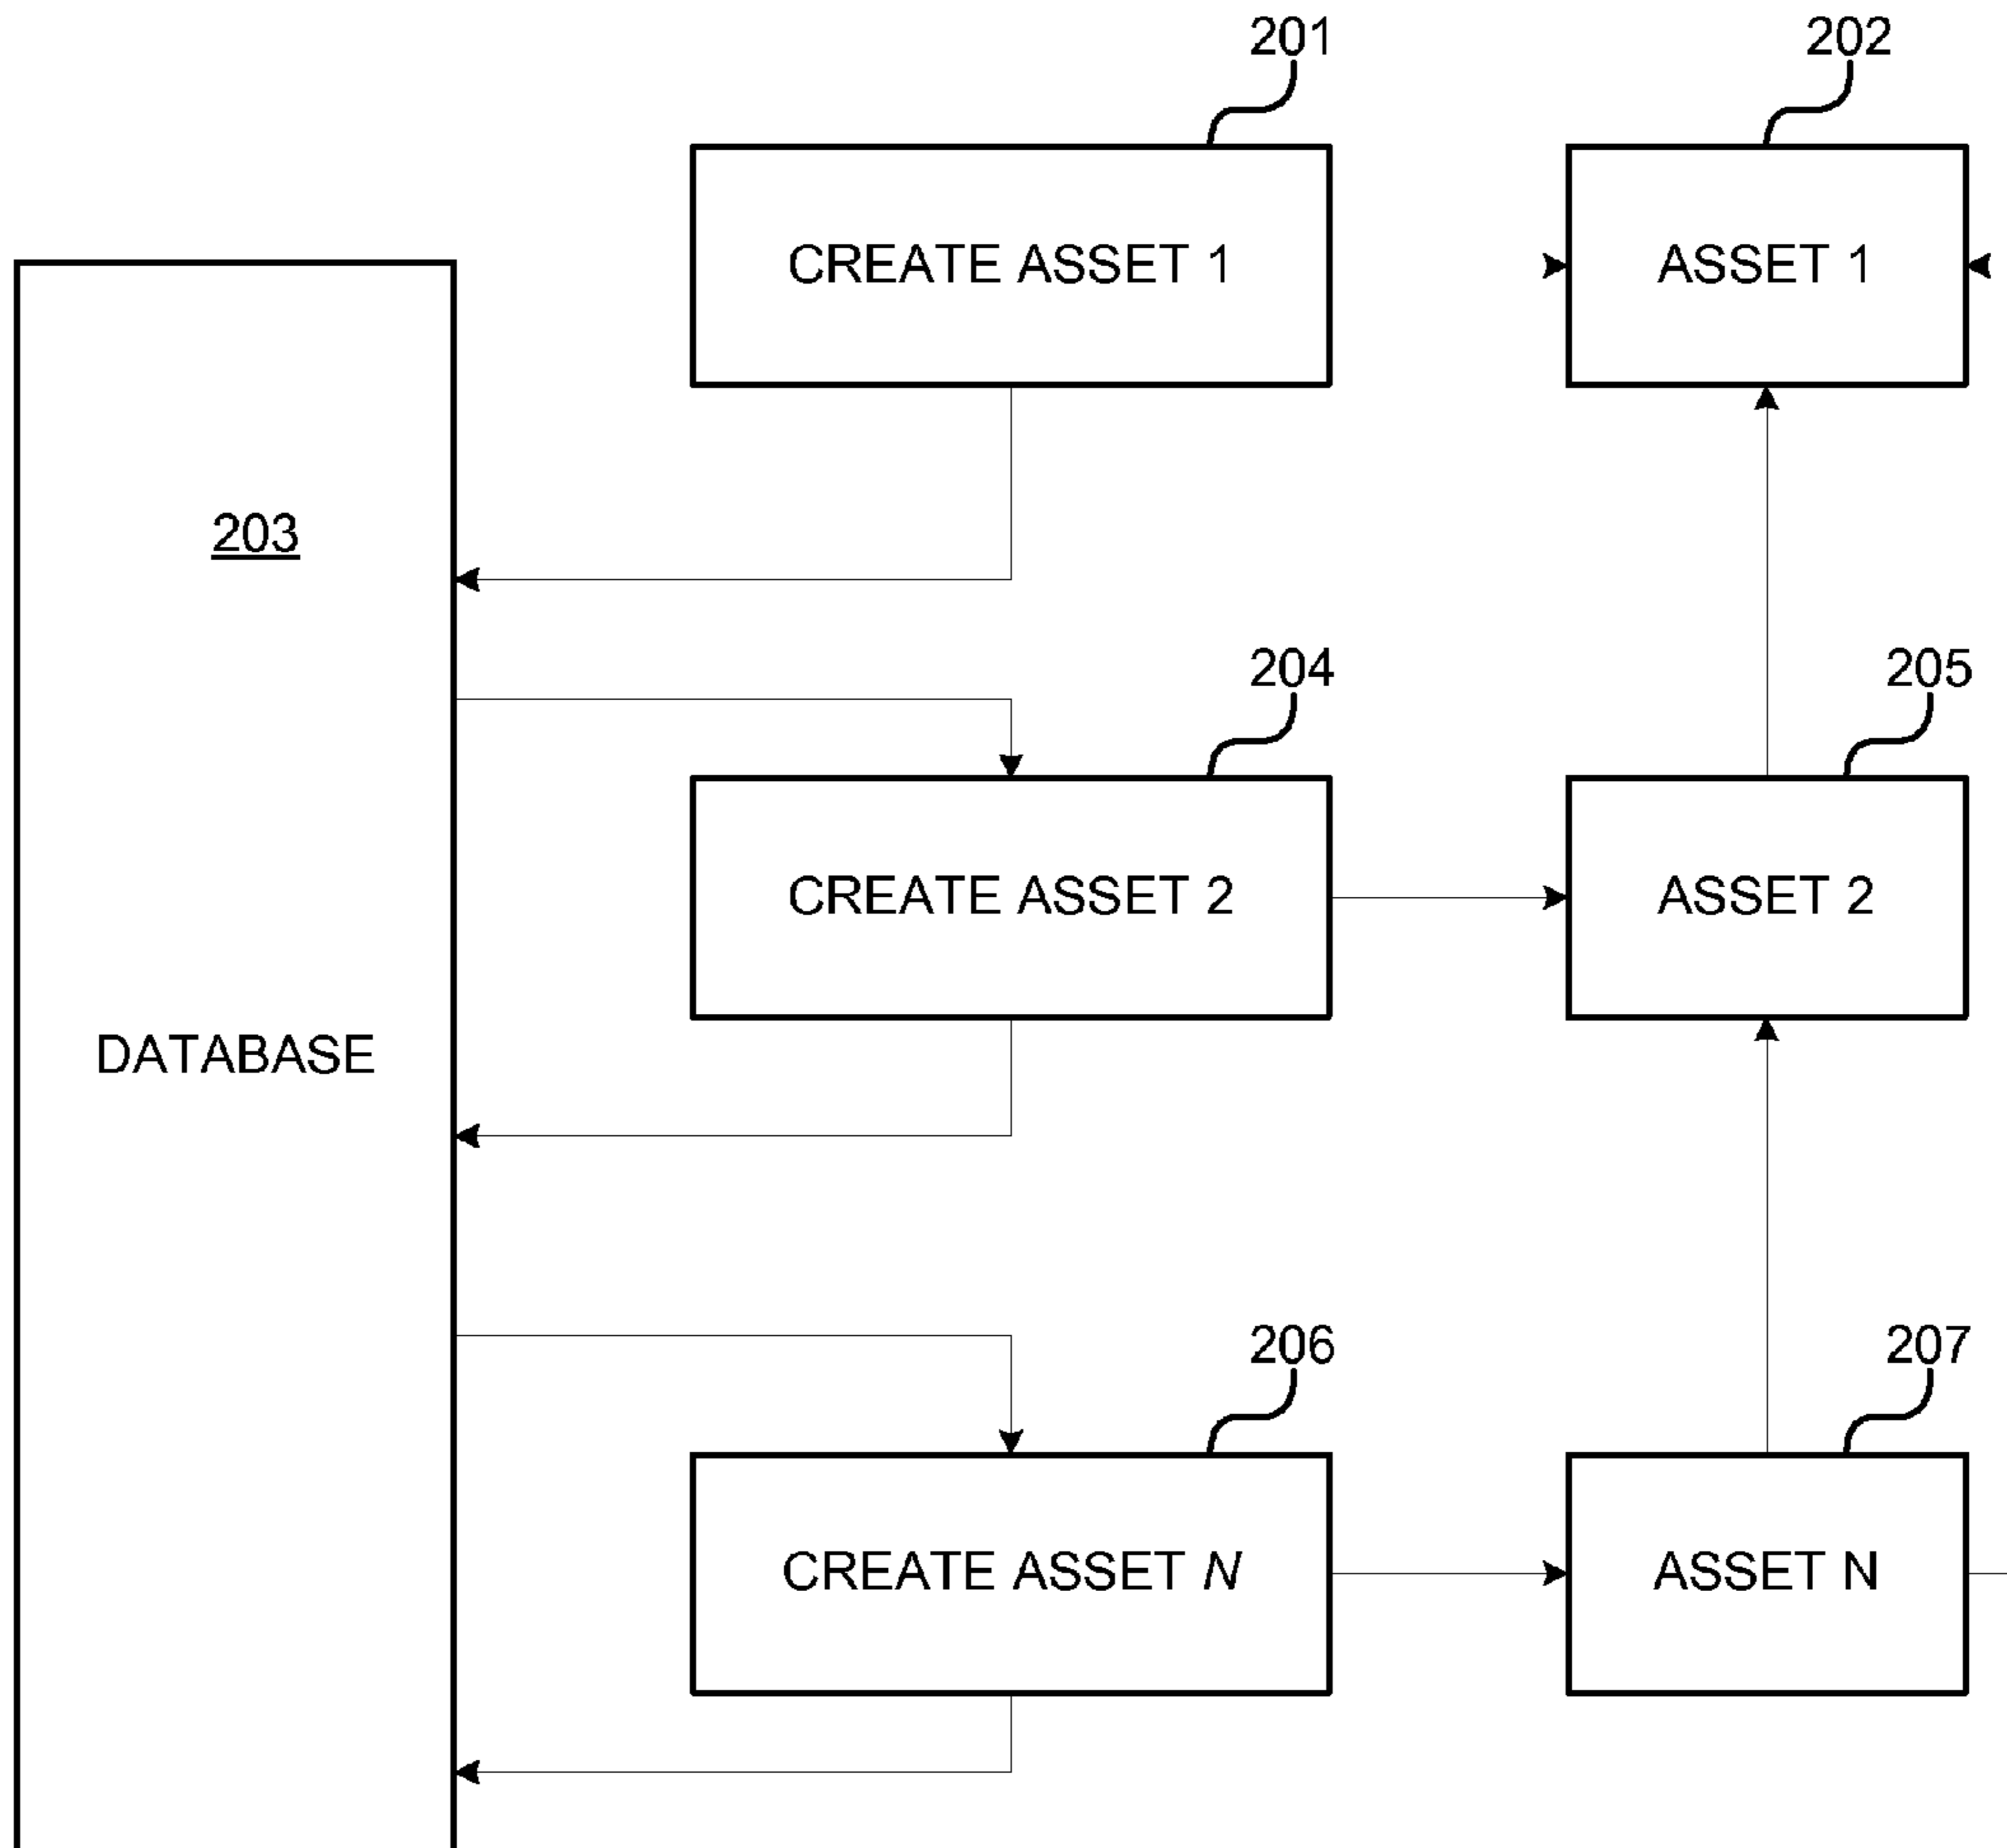 201
202
CREATE ASSET 1
ASSET 1
203
204
205
CREATE ASSET 2
ASSET 2
DATABASE
206
207
CREATE ASSET N
ASSET N